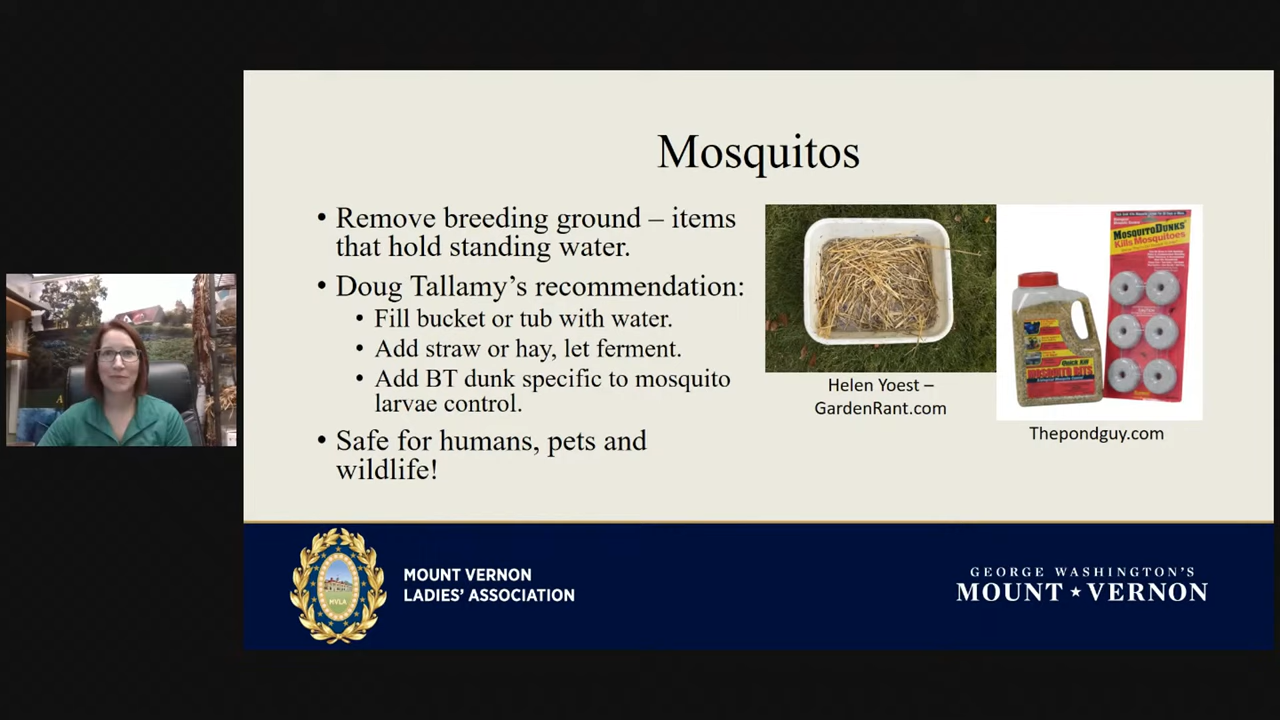 Mosquitos
• Remove breeding ground – items
that hold standing water.
• Doug Tallamy's recommendation:
• Fill bucket or tub with water.
• Add straw or hay, let ferment.
• Add BT dunk specific to mosquito
larvae control.
• Safe for humans, pets and
wildlife!
MOSQUITO DUNKS
Kills Mosquitoes
Helen Yoest –
GardenRant.com
Thepondguy.com
MVLA
MOUNT VERNON
LADIES' ASSOCIATION
GEORGE WASHINGTON'S
MOUNT★VERNON